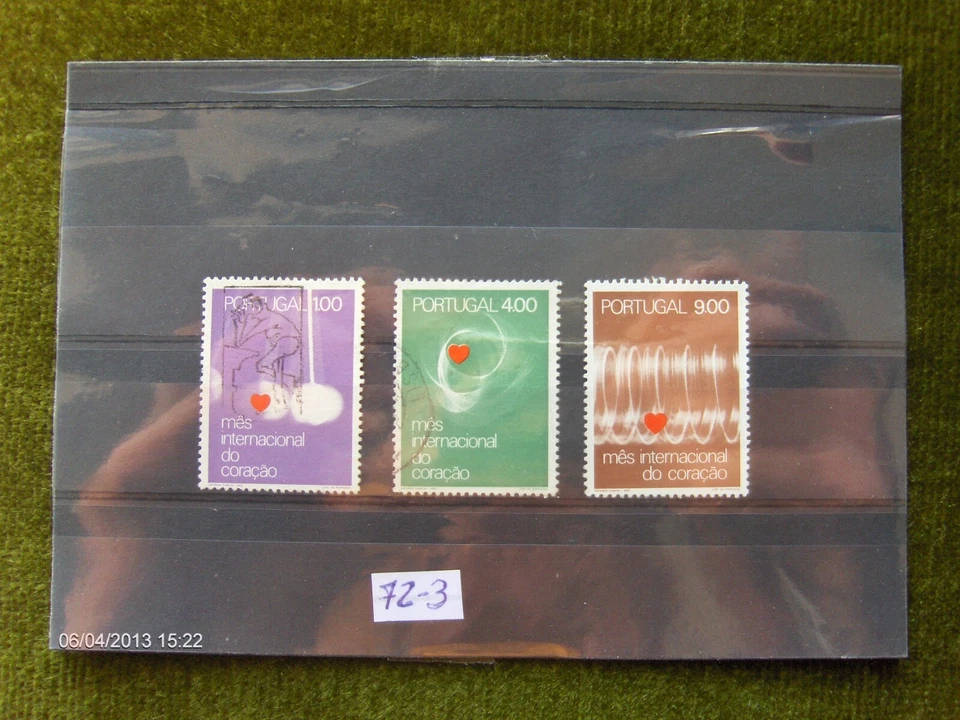 PORTUGAL 1.00
mês
internacional
do
coração
PORTUGAL 4.00
mês
internacional
do
coração
PORTUGAL 9.00
mês internacional
do coração
72-3
06/04/2013 15:22